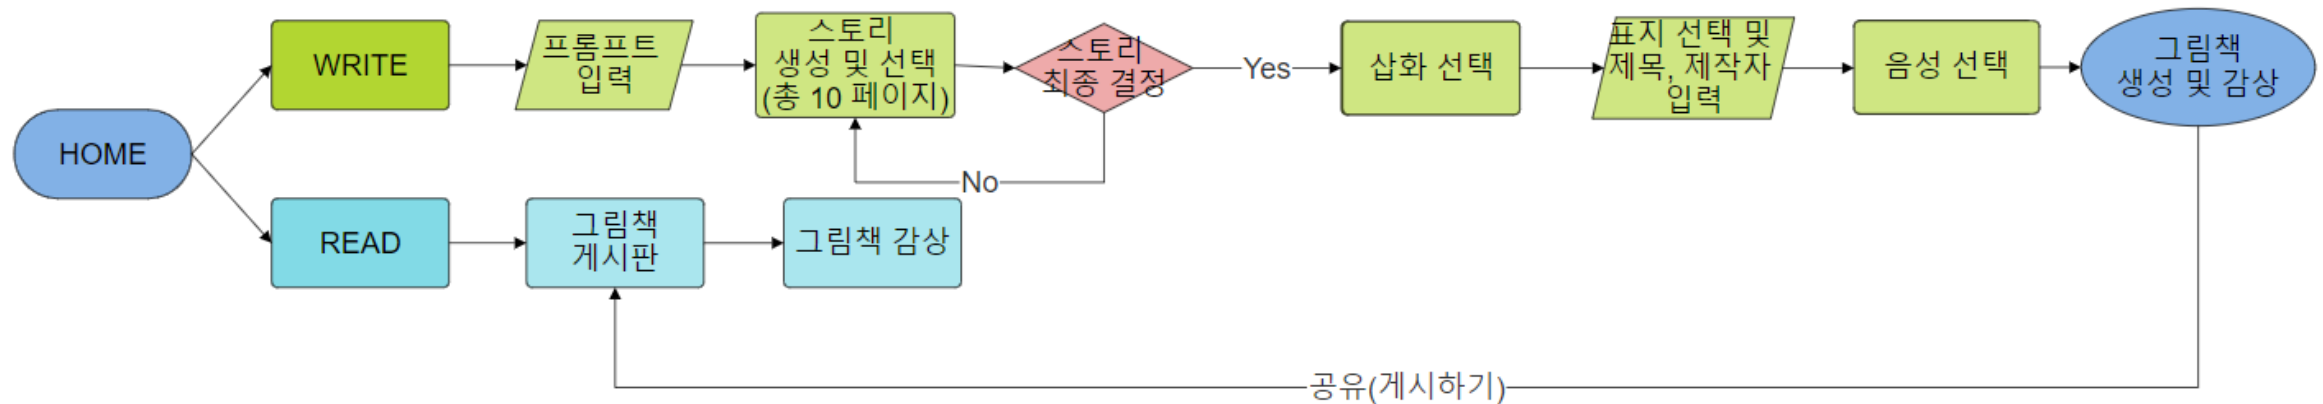 HOME
WRITE
프롬프트
입력
스토리
생성 및 선택
(총 10 페이지)
스토리
최종 결정
Yes
No
삽화 선택
표지 선택 및
제목, 제작자
입력
음성 선택
그림책
생성 및 감상
READ
그림책
게시판
그림책 감상
공유(게시하기)